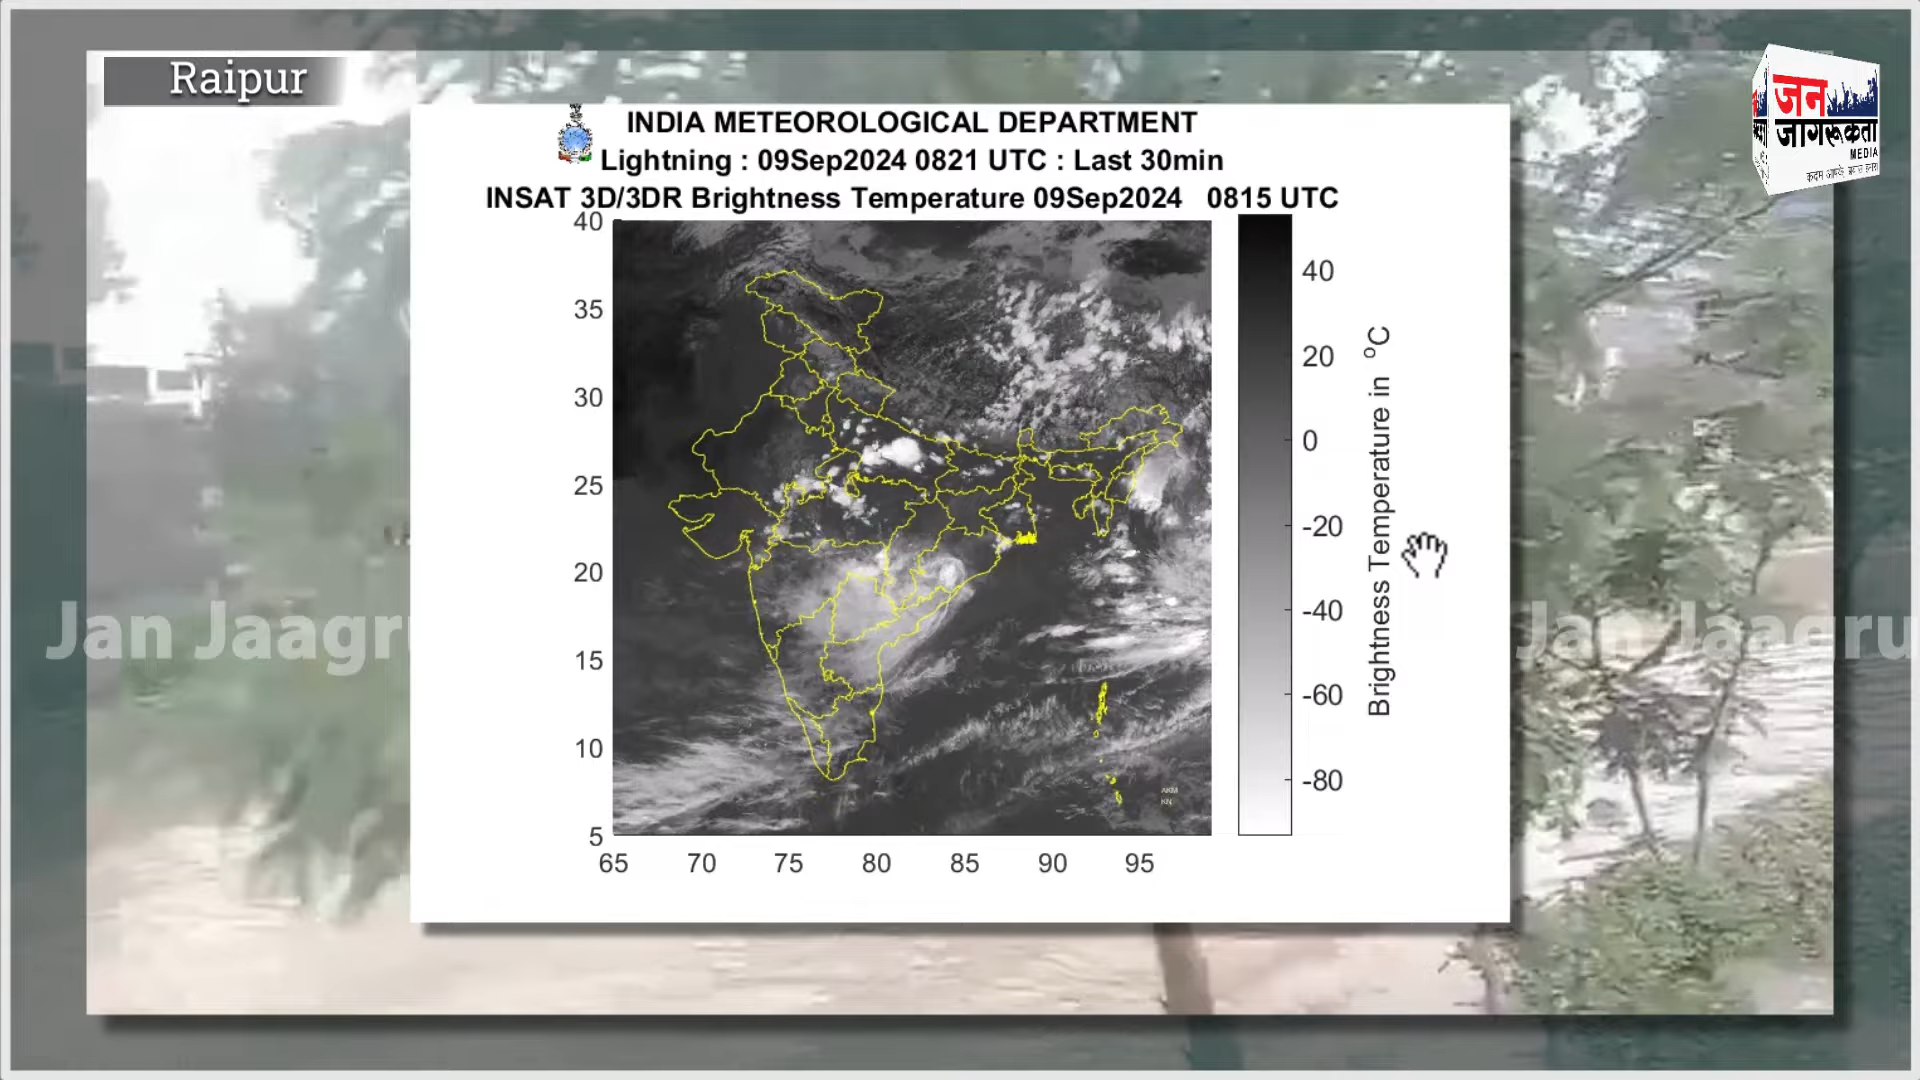 Raipur
जन
जागरूकता
MEDIA
INDIA METEOROLOGICAL DEPARTMENT
Lightning : 09Sep2024 0821 UTC : Last 30min
INSAT 3D/3DR Brightness Temperature 09Sep2024 0815 UTC
40
35
30
25
20
15
10
5
65 70 75 80 85 90 95
40
20
0
-20
-40
-60
-80
Brightness Temperature in °C
AKM
KN
Jan Jaagru
Jan Jaagru